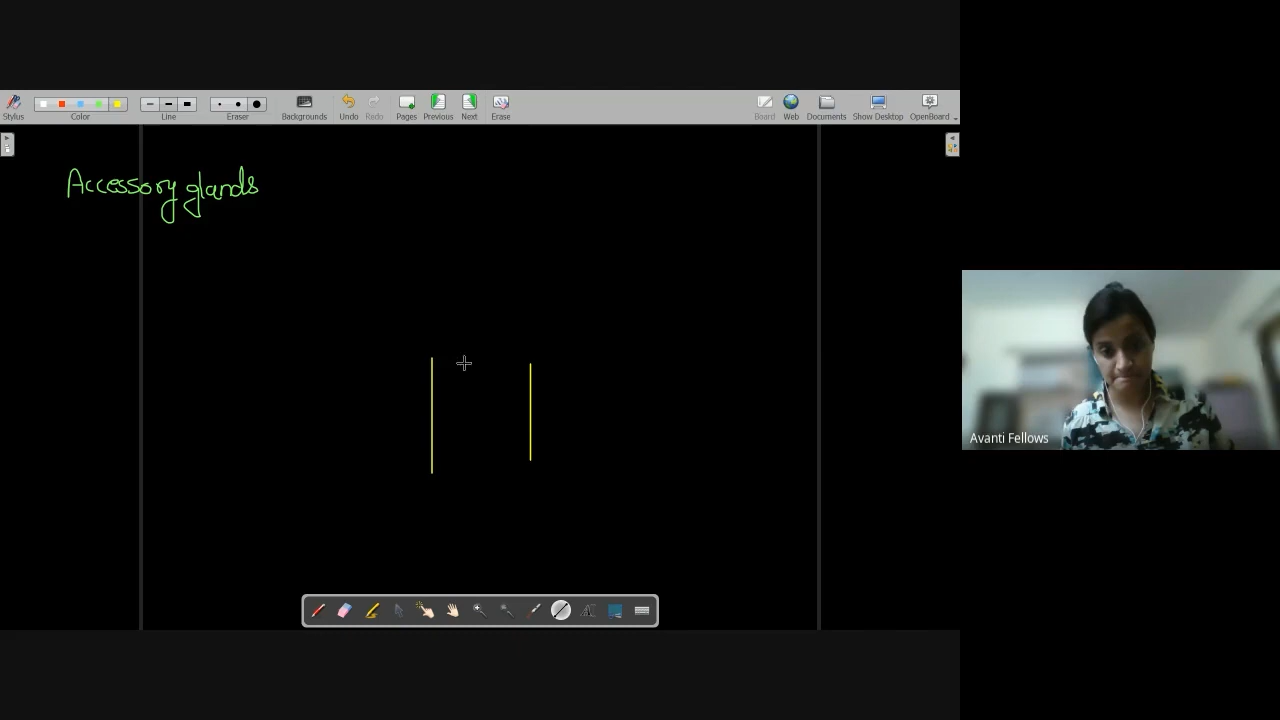 Stylus
Color
Line
Eraser
Backgrounds
Undo
Redo
Pages
Previous
Next
Erase
Board
Web
Documents
Show Desktop
OpenBoard
Accessory glands
Avanti Fellows